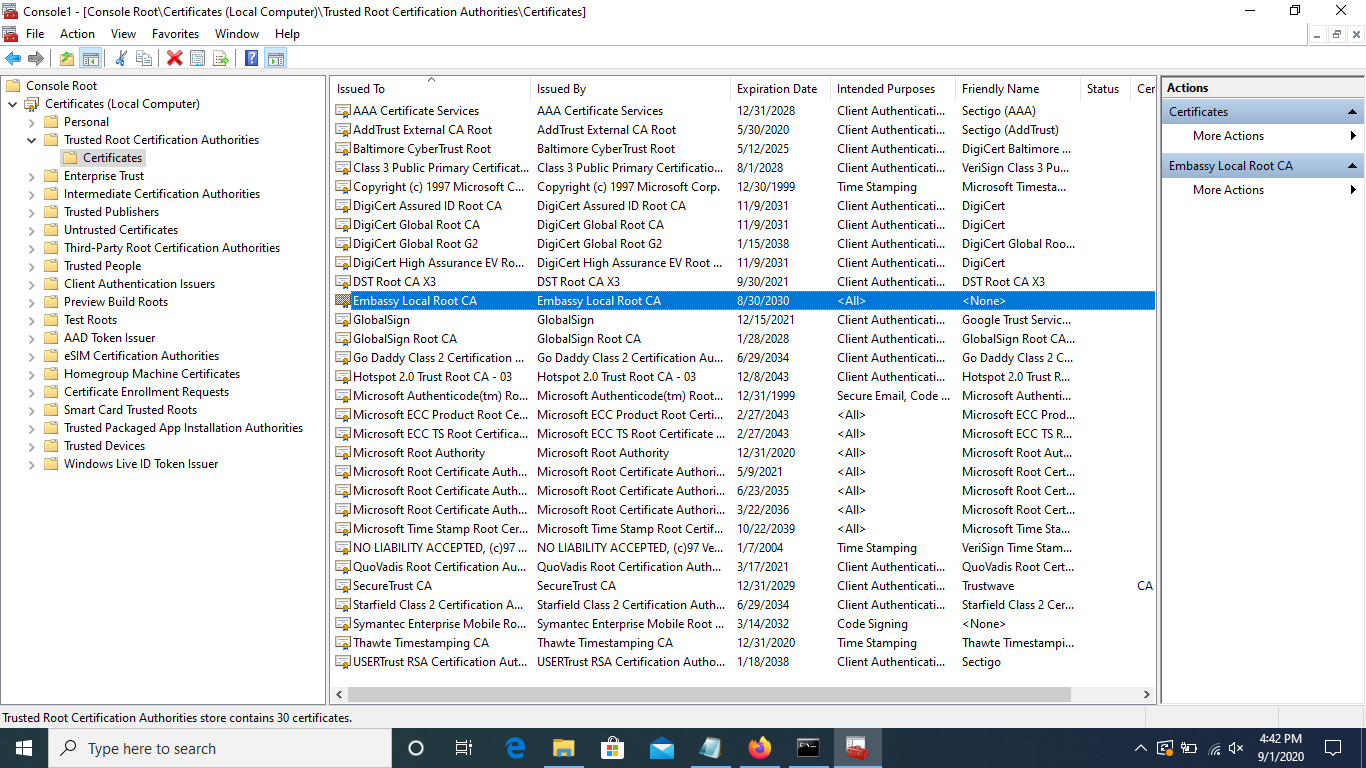 Console1 - [Console Root\Certificates (Local Computer)\Trusted Root Certification Authorities\Certificates]
File Action View Favorites Window Help
Console Root
Certificates (Local Computer)
Personal
Trusted Root Certification Authorities
Certificates
Enterprise Trust
Intermediate Certification Authorities
Trusted Publishers
Untrusted Certificates
Third-Party Root Certification Authorities
Trusted People
Client Authentication Issuers
Preview Build Roots
Test Roots
AAD Token Issuer
eSIM Certification Authorities
Homegroup Machine Certificates
Certificate Enrollment Requests
Smart Card Trusted Roots
Trusted Packaged App Installation Authorities
Trusted Devices
Windows Live ID Token Issuer
Issued To Issued By Expiration Date Intended Purposes Friendly Name Status Cer
AAA Certificate Services AAA Certificate Services 12/31/2028 Client Authenticati... Sectigo (AAA)
AddTrust External CA Root AddTrust External CA Root 5/30/2020 Client Authenticati... Sectigo (AddTrust)
Baltimore CyberTrust Root Baltimore CyberTrust Root 5/12/2025 Client Authenticati... DigiCert Baltimore ...
Class 3 Public Primary Certificat... Class 3 Public Primary Certificatio... 8/1/2028 Client Authenticati... VeriSign Class 3 Pu...
Copyright (c) 1997 Microsoft C... Copyright (c) 1997 Microsoft Corp. 12/30/1999 Time Stamping Microsoft Timesta...
DigiCert Assured ID Root CA DigiCert Assured ID Root CA 11/9/2031 Client Authenticati... DigiCert
DigiCert Global Root CA DigiCert Global Root CA 11/9/2031 Client Authenticati... DigiCert
DigiCert Global Root G2 DigiCert Global Root G2 1/15/2038 Client Authenticati... DigiCert Global Roo...
DigiCert High Assurance EV Ro... DigiCert High Assurance EV Root ... 11/9/2031 Client Authenticati... DigiCert
DST Root CA X3 DST Root CA X3 9/30/2021 Client Authenticati... DST Root CA X3
Embassy Local Root CA Embassy Local Root CA 8/30/2030 <All> <None>
GlobalSign GlobalSign 12/15/2021 Client Authenticati... Google Trust Servic...
GlobalSign Root CA GlobalSign Root CA 1/28/2028 Client Authenticati... GlobalSign Root CA...
Go Daddy Class 2 Certification ... Go Daddy Class 2 Certification Au... 6/29/2034 Client Authenticati... Go Daddy Class 2 C...
Hotspot 2.0 Trust Root CA - 03 Hotspot 2.0 Trust Root CA - 03 12/8/2043 Client Authenticati... Hotspot 2.0 Trust R...
Microsoft Authenticode(tm) Ro... Microsoft Authenticode(tm) Root... 12/31/1999 Secure Email, Code ... Microsoft Authenti...
Microsoft ECC Product Root Ce... Microsoft ECC Product Root Certi... 2/27/2043 <All> Microsoft ECC Prod...
Microsoft ECC TS Root Certifica... Microsoft ECC TS Root Certificate ... 2/27/2043 <All> Microsoft ECC TS R...
Microsoft Root Authority Microsoft Root Authority 12/31/2020 <All> Microsoft Root Aut...
Microsoft Root Certificate Auth... Microsoft Root Certificate Authori... 5/9/2021 <All> Microsoft Root Cert...
Microsoft Root Certificate Auth... Microsoft Root Certificate Authori... 6/23/2035 <All> Microsoft Root Cert...
Microsoft Root Certificate Auth... Microsoft Root Certificate Authori... 3/22/2036 <All> Microsoft Root Cert...
Microsoft Time Stamp Root Cer... Microsoft Time Stamp Root Certif... 10/22/2039 <All> Microsoft Time Sta...
NO LIABILITY ACCEPTED, (c)97 ... NO LIABILITY ACCEPTED, (c)97 Ve... 1/7/2004 Time Stamping VeriSign Time Stam...
QuoVadis Root Certification Au... QuoVadis Root Certification Auth... 3/17/2021 Client Authenticati... QuoVadis Root Cert...
SecureTrust CA SecureTrust CA 12/31/2029 Client Authenticati... Trustwave CA
Starfield Class 2 Certification A... Starfield Class 2 Certification Auth... 6/29/2034 Client Authenticati... Starfield Class 2 Cer...
Symantec Enterprise Mobile Ro... Symantec Enterprise Mobile Root ... 3/14/2032 Code Signing <None>
Thawte Timestamping CA Thawte Timestamping CA 12/31/2020 Time Stamping Thawte Timestampi...
USERTrust RSA Certification Aut... USERTrust RSA Certification Autho... 1/18/2038 Client Authenticati... Sectigo
Actions
Certificates
More Actions
Embassy Local Root CA
More Actions
Trusted Root Certification Authorities store contains 30 certificates.
Type here to search
4:42 PM
9/1/2020